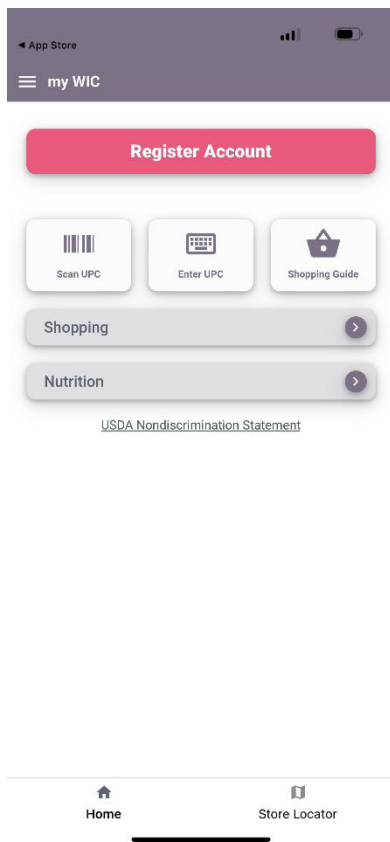 ◀ App Store
my WIC
Register Account
Scan UPC
Enter UPC
Shopping Guide
Shopping
Nutrition
USDA Nondiscrimination Statement
Home
Store Locator